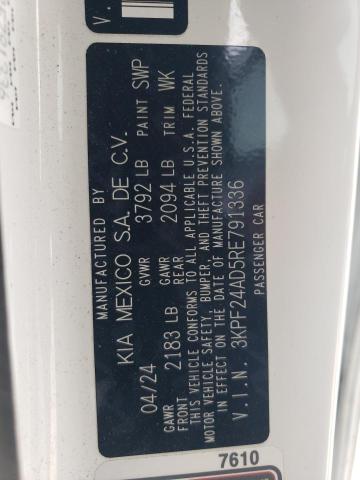 MANUFACTURED BY
KIA MEXICO S.A. DE C.V.
04/24 GVWR 3792 LB PAINT SWP
GAWR FRONT 2183 LB GAWR REAR 2094 LB TRIM WK
THIS VEHICLE CONFORMS TO ALL APPLICABLE U.S.A. FEDERAL
MOTOR VEHICLE SAFETY, BUMPER, AND THEFT PREVENTION STANDARDS
IN EFFECT ON THE DATE OF MANUFACTURE SHOWN ABOVE.
V.I.N. 3KPF24AD5RE791336
PASSENGER CAR
7610
V.I